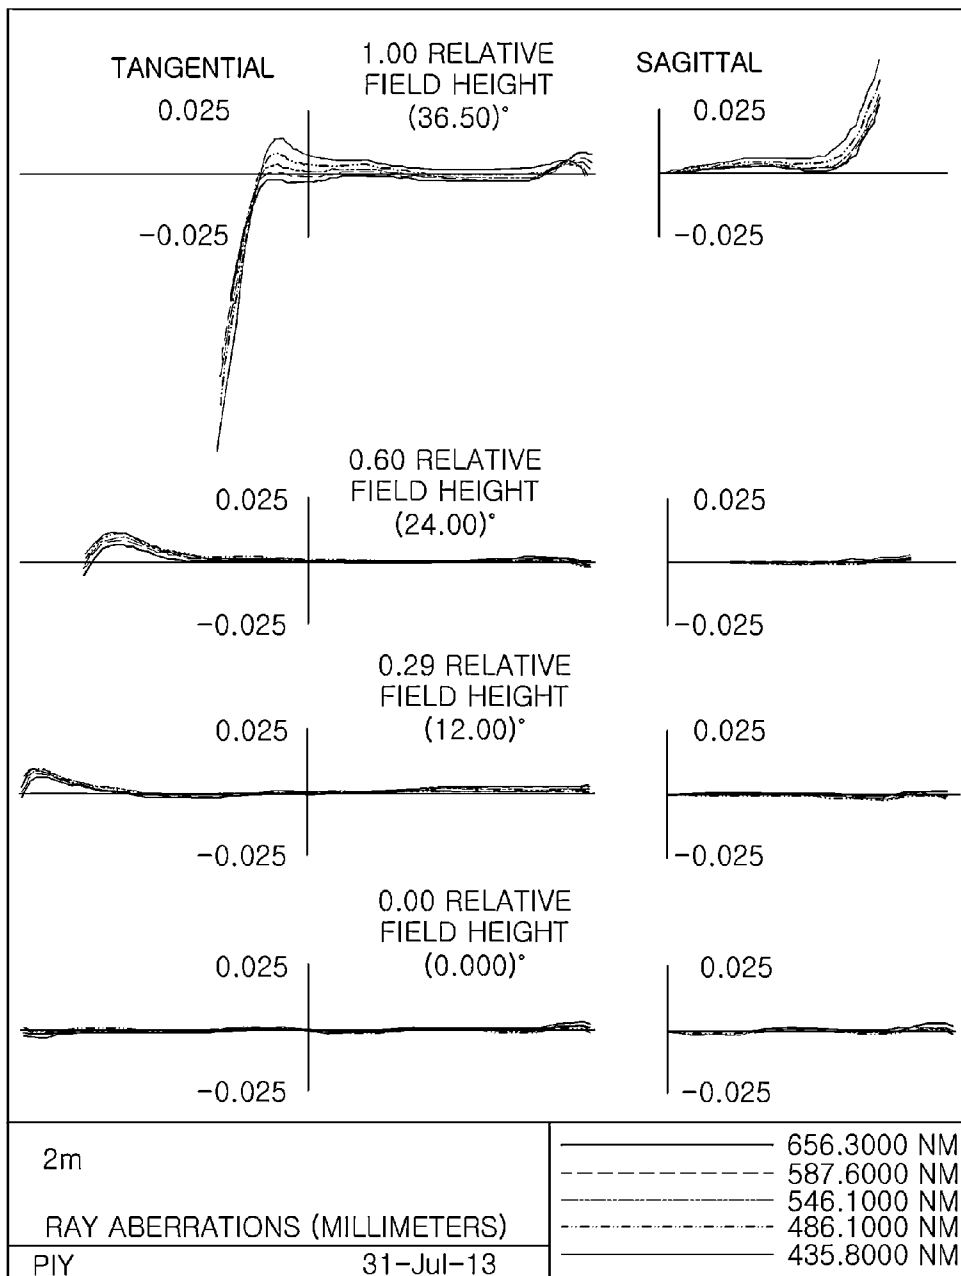 1.00 RELATIVE
TANGENTIAL FIELD HEIGHT SAGITTAL
(36.50)°
0.025 0.025
-0.025 -0.025
0.60 RELATIVE
FIELD HEIGHT
(24.00)°
0.025 0.025
-0.025 -0.025
0.29 RELATIVE
FIELD HEIGHT
(12.00)°
0.025 0.025
-0.025 -0.025
0.00 RELATIVE
FIELD HEIGHT
(0.000)°
0.025 0.025
-0.025 -0.025
2m
RAY ABERRATIONS (MILLIMETERS)
PIY 31-Jul-13
656.3000 NM
587.6000 NM
546.1000 NM
486.1000 NM
435.8000 NM